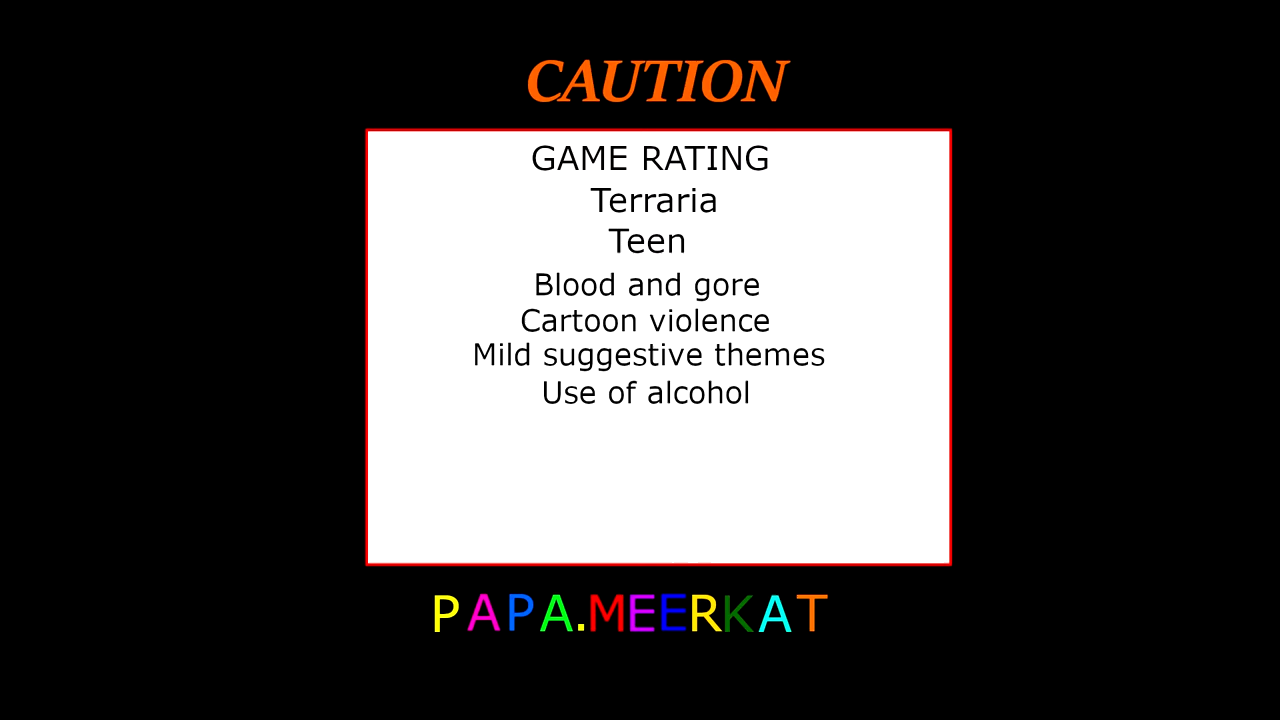 CAUTION
GAME RATING
Terraria
Teen
Blood and gore
Cartoon violence
Mild suggestive themes
Use of alcohol
PAPA.MEERKAT